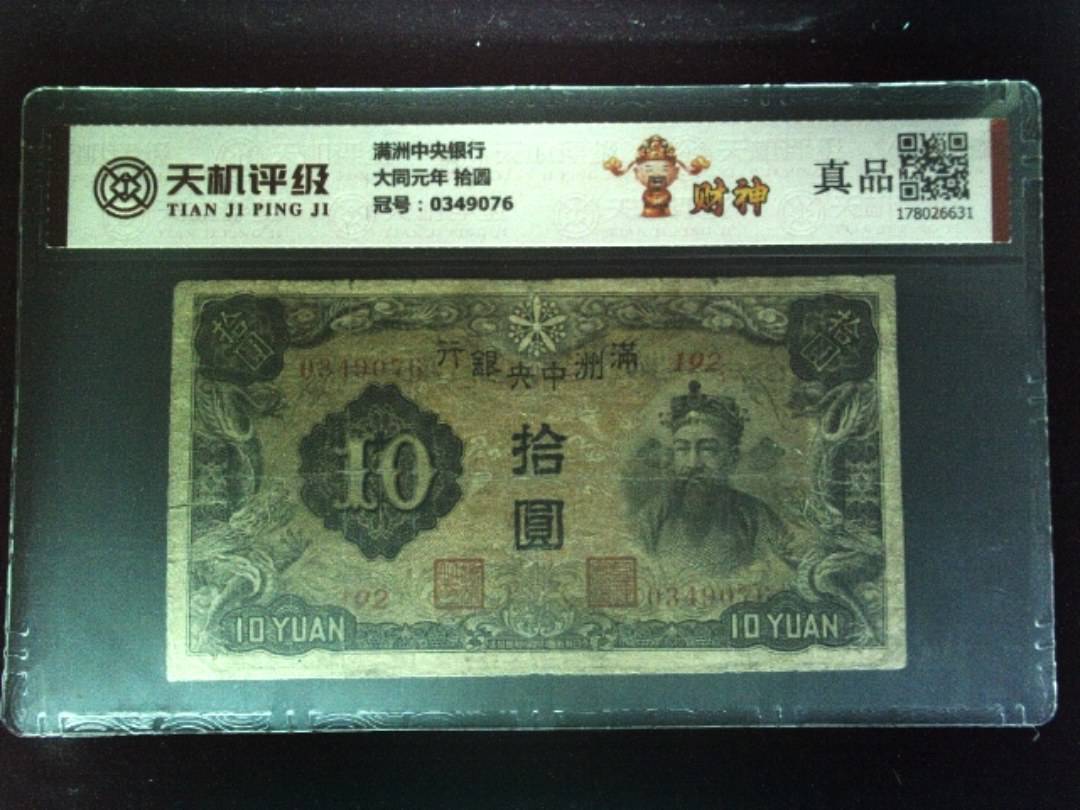 天机评级
TIAN JI PING JI
满洲中央银行
大同元年 拾圆
冠号：0349076
财神
真品
178026631
拾圓
拾圓
行銀央中洲滿
0349076
192
10
拾
圓
192
0349076
10 YUAN
10 YUAN